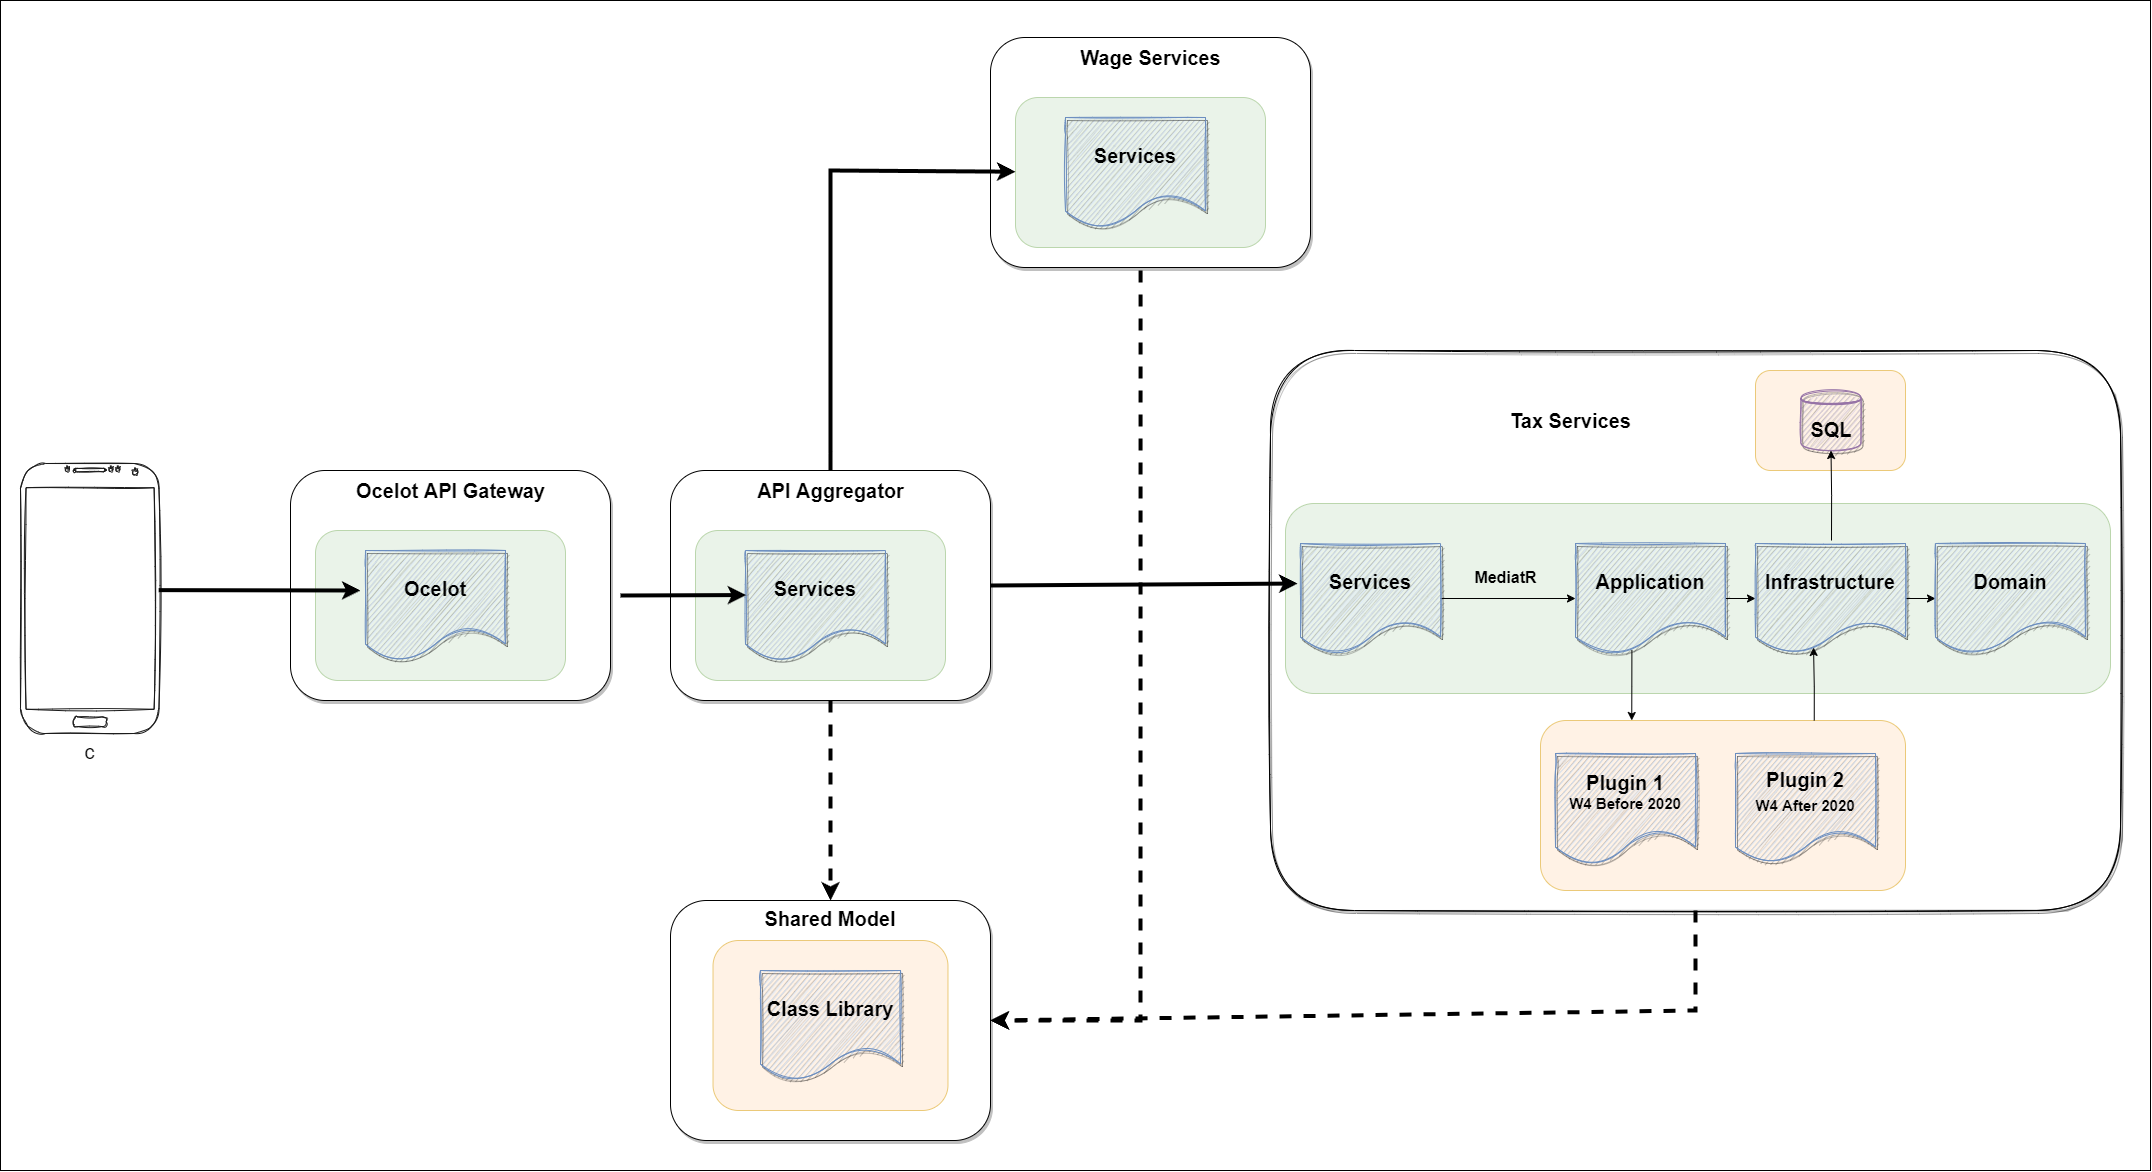 Wage Services
Services
Tax Services
SQL
Ocelot API Gateway
API Aggregator
Ocelot
Services
Services
MediatR
Application
Infrastructure
Domain
C
Plugin 1
W4 Before 2020
Plugin 2
W4 After 2020
Shared Model
Class Library